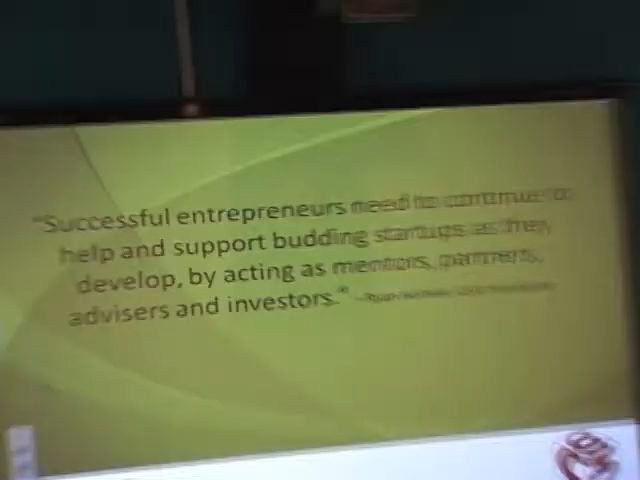 "Successful entrepreneurs need to continue to
help and support budding startups as they
develop, by acting as mentors, partners,
advisers and investors."